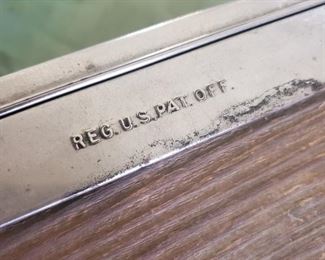 REG. U.S. PAT. OFF.